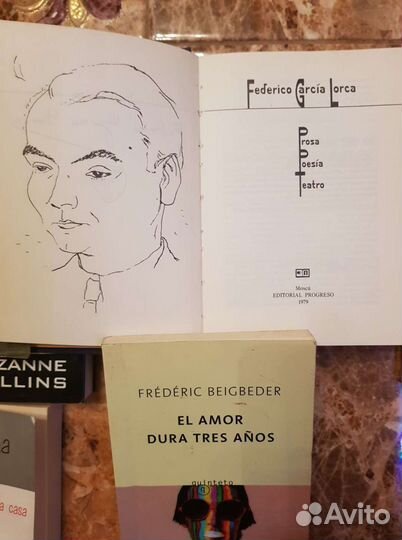 Federico García Lorca
Prosa
Poesía
Teatro
Moscú
EDITORIAL PROGRESO
1979
ZANNE
LLINS
FRÉDÉRIC BEIGBEDER
EL AMOR
DURA TRES AÑOS
quinteto
a casa
Avito